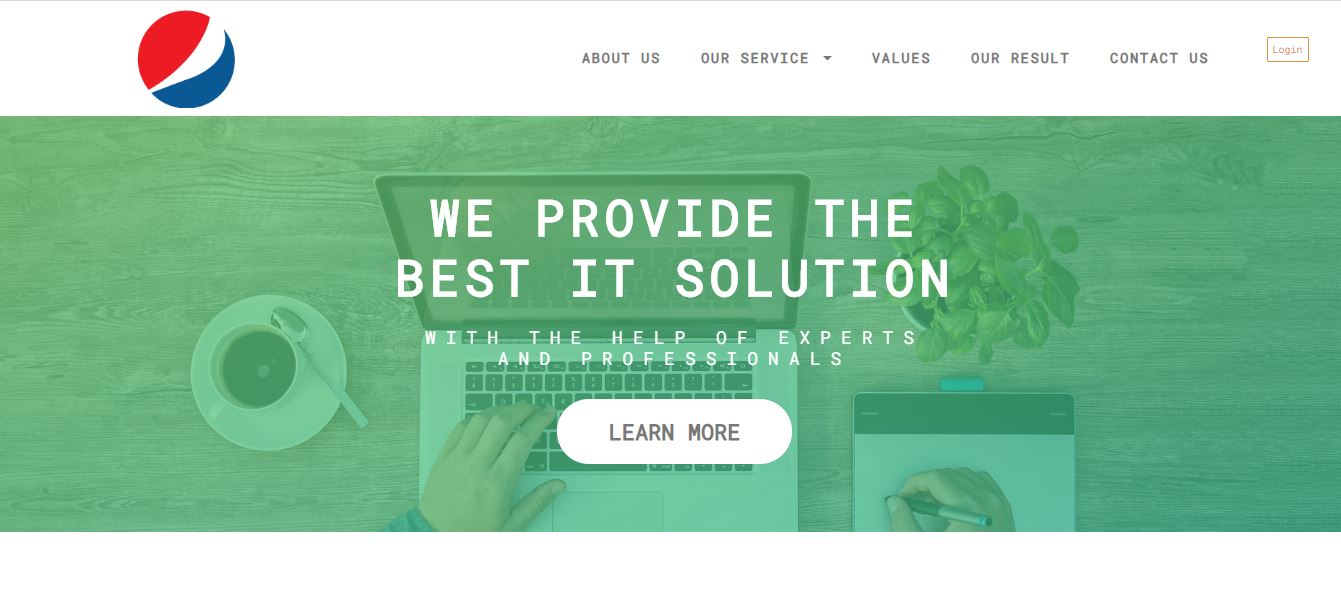 ABOUT US
OUR SERVICE
VALUES
OUR RESULT
CONTACT US
Login
WE PROVIDE THE
BEST IT SOLUTION
WITH THE HELP OF EXPERTS
AND PROFESSIONALS
LEARN MORE